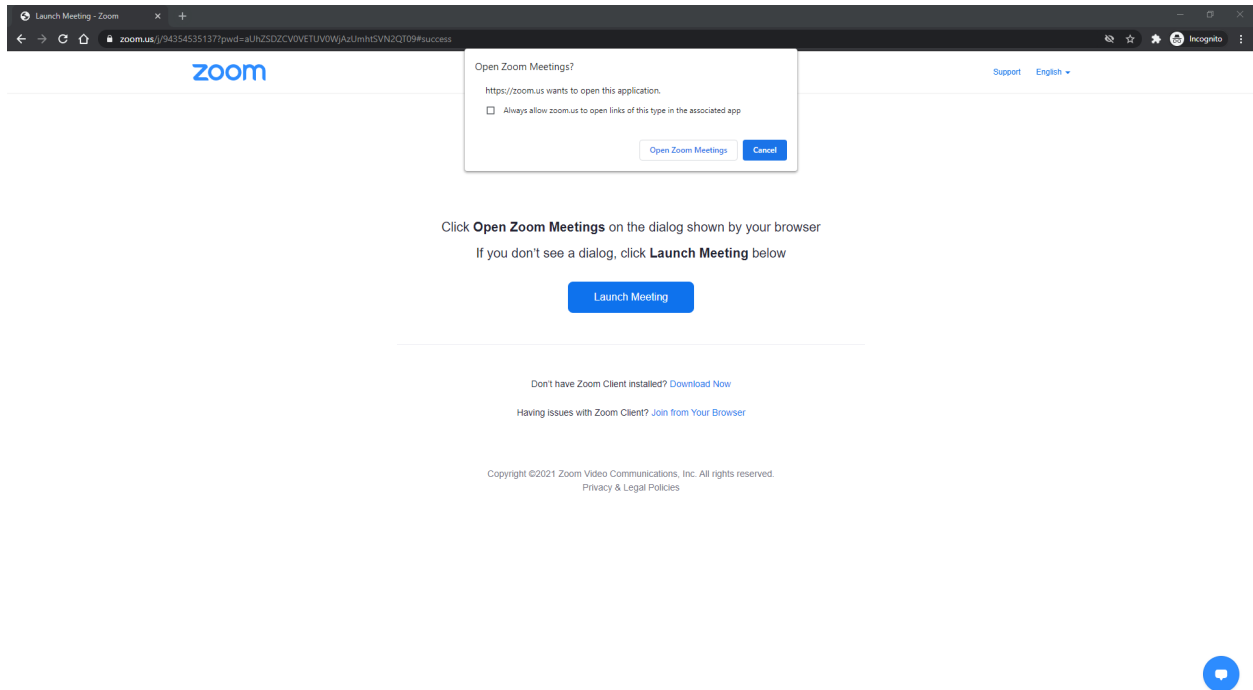 Launch Meeting - Zoom
zoom.us/j/94354535137?pwd=aUhZSDZCV0VETUV0WjAzUmhtSVN2QT09#success
Incognito
zoom
Support English
Open Zoom Meetings?
https://zoom.us wants to open this application.
Always allow zoom.us to open links of this type in the associated app
Open Zoom Meetings Cancel
Click Open Zoom Meetings on the dialog shown by your browser
If you don't see a dialog, click Launch Meeting below
Launch Meeting
Don't have Zoom Client installed? Download Now
Having issues with Zoom Client? Join from Your Browser
Copyright ©2021 Zoom Video Communications, Inc. All rights reserved.
Privacy & Legal Policies